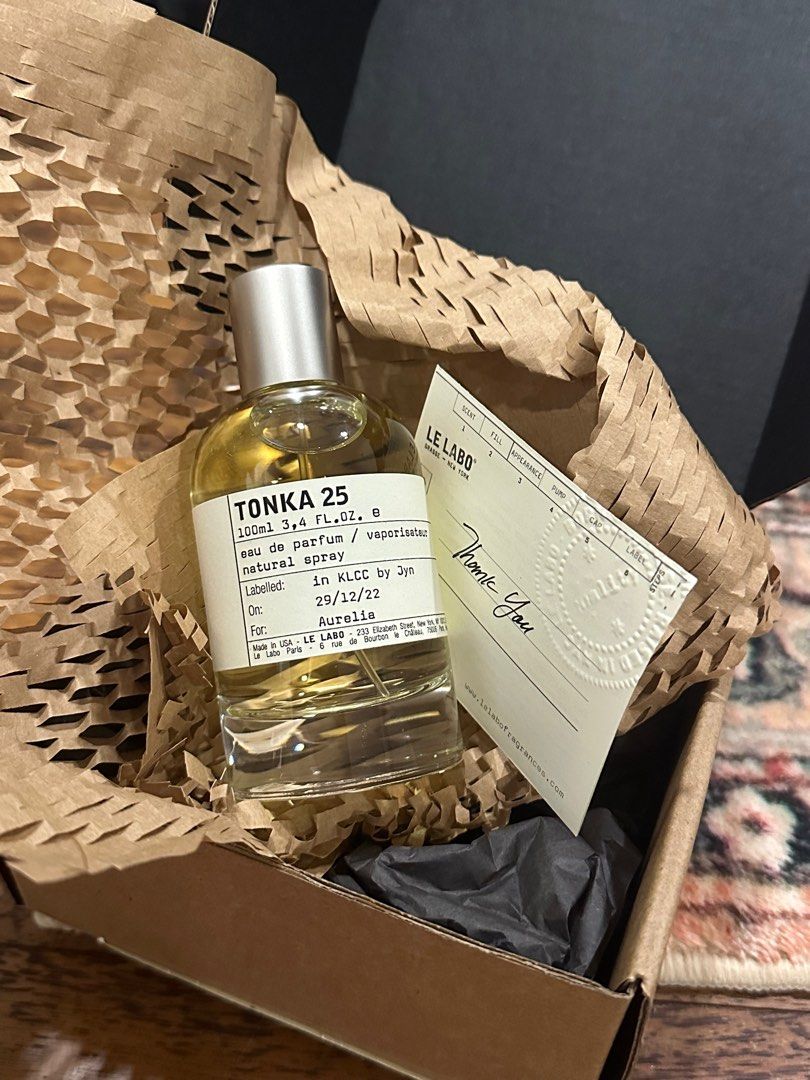 TONKA 25
100ml 3,4 FL.OZ. e
eau de parfum / vaporisateur
natural spray
Labelled: in KLCC by Jyn
On: 29/12/22
For: Aurelia
Made in USA - LE LABO - 233 Elizabeth Street, New York, NY
Le Labo Paris - 6 rue de Bourbon le Château, 75006
SCENT FILL APPEARANCE PUMP CAP LABEL
1 2 3 4 5 6
LE LABO
GRASSE - NEW YORK
Thank You
www.lelabofragrances.com